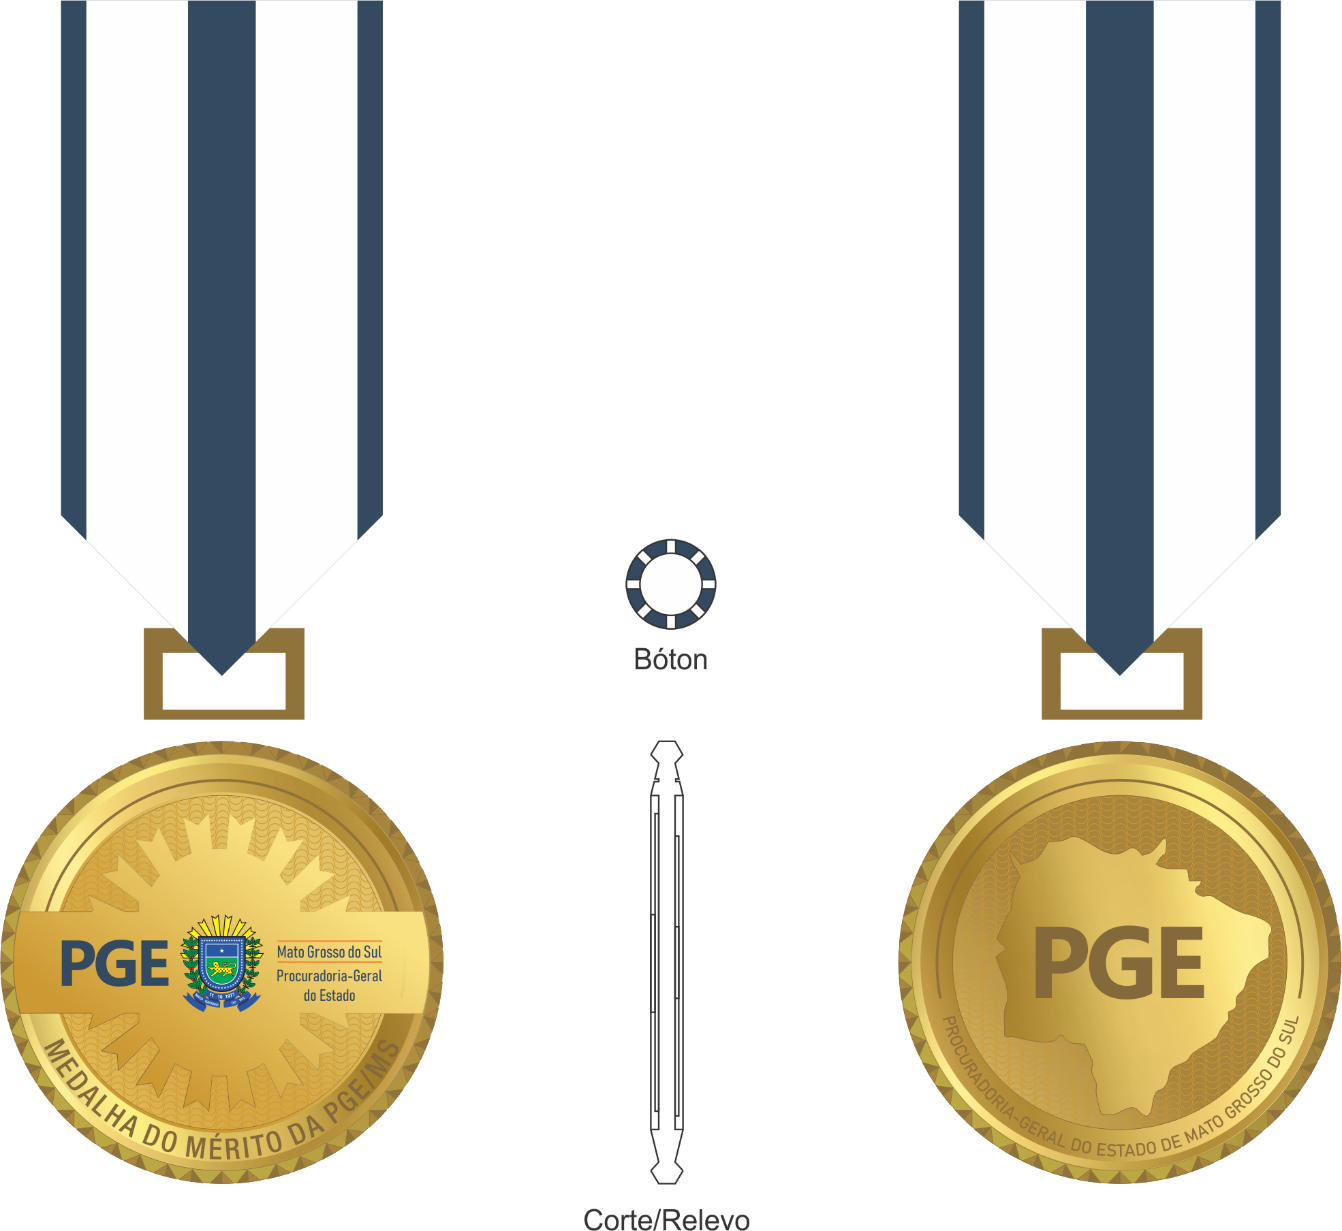 PGE
Mato Grosso do Sul
Procuradoria-Geral
do Estado
MEDALHA DO MÉRITO DA PGE/MS
Bóton
Corte/Relevo
PGE
PROCURADORIA-GERAL DO ESTADO DE MATO GROSSO DO SUL